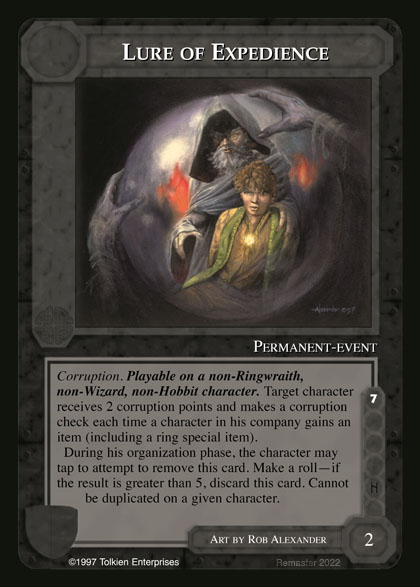 LURE OF EXPEDIENCE
Alexander ©97
PERMANENT-EVENT
Corruption. Playable on a non-Ringwraith,
non-Wizard, non-Hobbit character. Target character
receives 2 corruption points and makes a corruption
check each time a character in his company gains an
item (including a ring special item).
During his organization phase, the character may
tap to attempt to remove this card. Make a roll—if
the result is greater than 5, discard this card. Cannot
be duplicated on a given character.
7
H
ART BY ROB ALEXANDER
2
©1997 Tolkien Enterprises
Remaster 2022